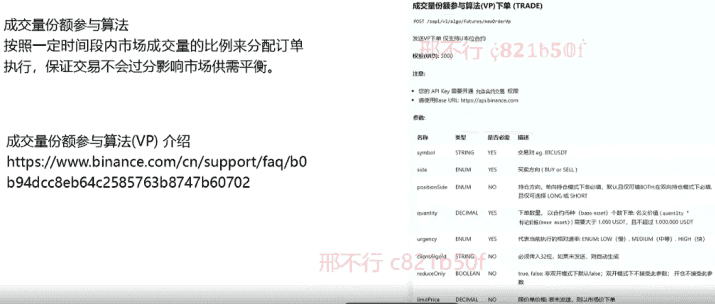 成交量份额参与算法
按照一定时间段内市场成交量的比例来分配订单
执行，保证交易不会过分影响市场供需平衡。
成交量份额参与算法(VP) 介绍
https://www.binance.com/cn/support/faq/b0
b94dcc8eb64c2585763b8747b60702
成交量份额参与算法(VP)下单 (TRADE)
POST /sapi/v1/algo/futures/newOrderVp
发送VP下单 仅支持U本位合约
邢不行 c821b50f
权重(UID): 3000
注意:
您的 API Key 需要开通 允许合约交易 权限
请使用Base URL: https://api.binance.com
参数:
名称 类型 是否必需 描述
symbol STRING YES 交易对 eg. BTCUSDT
side ENUM YES 买卖方向 ( BUY or SELL )
positionSide ENUM NO 持仓方向，单向持仓模式下非必填，默认且仅可填BOTH;在双向持仓模式下必填,
且仅可选择 LONG 或 SHORT
quantity DECIMAL YES 下单数量， 以合约币种（base asset）个数下单. 名义价值 (quantity *
标记价格(base asset)) 需要大于 1,000 USDT，且不超过 1,000,000 USDT
urgency ENUM YES 代表当前执行的相对速率; ENUM: LOW（慢）, MEDIUM（中等）, HIGH（快）
clientAlgoId STRING NO 必须传入32位，如果未发送，则自动生成
邢不行 c821b50f
reduceOnly BOOLEAN NO true, false; 非双开模式下默认false；双开模式下不接受此参数； 开仓不接受此参
数
limitPrice DECIMAL NO 限价单价格; 若未发送，则以市场价下单